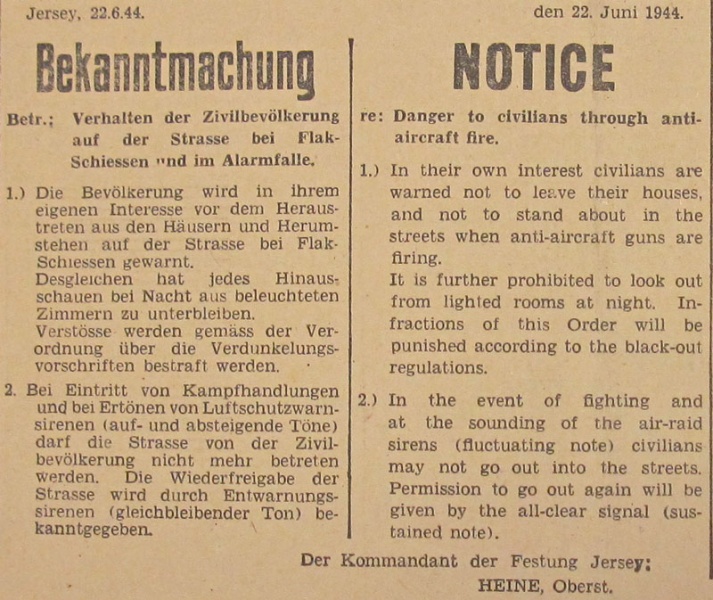 Jersey, 22.6.44.
den 22. Juni 1944.
Bekanntmachung
Betr.: Verhalten der Zivilbevölkerung
auf der Strasse bei Flak-
Schiessen und im Alarmfalle.
1.) Die Bevölkerung wird in ihrem
eigenen Interesse vor dem Heraus-
treten aus den Häusern und Herum-
stehen auf der Strasse bei Flak-
Schiessen gewarnt.
Desgleichen hat jedes Hinaus-
schauen bei Nacht aus beleuchteten
Zimmern zu unterbleiben.
Verstösse werden gemäss der Ver-
ordnung über die Verdunkelungs-
vorschriften bestraft werden.
2. Bei Eintritt von Kampfhandlungen
und bei Ertönen von Luftschutzwarn-
sirenen (auf- und absteigende Töne)
darf die Strasse von der Zivil-
bevölkerung nicht mehr betreten
werden. Die Wiederfreigabe der
Strasse wird durch Entwarnungs-
sirenen (gleichbleibender Ton) be-
kanntgegeben.
NOTICE
re: Danger to civilians through anti-
aircraft fire.
1.) In their own interest civilians are
warned not to leave their houses,
and not to stand about in the
streets when anti-aircraft guns are
firing.
It is further prohibited to look out
from lighted rooms at night. In-
fractions of this Order will be
punished according to the black-out
regulations.
2.) In the event of fighting and
at the sounding of the air-raid
sirens (fluctuating note) civilians
may not go out into the streets.
Permission to go out again will be
given by the all-clear signal (sus-
tained note).
Der Kommandant der Festung Jersey:
HEINE, Oberst.